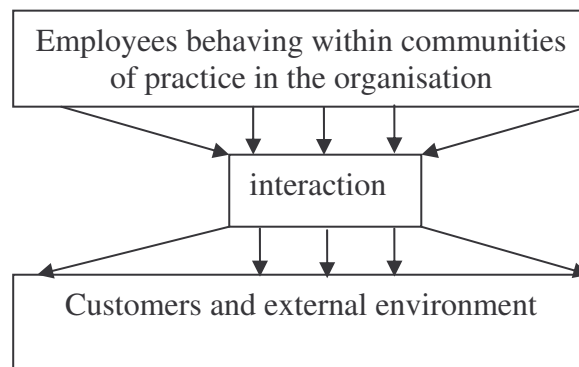 Employees behaving within communities
of practice in the organisation
interaction
Customers and external environment